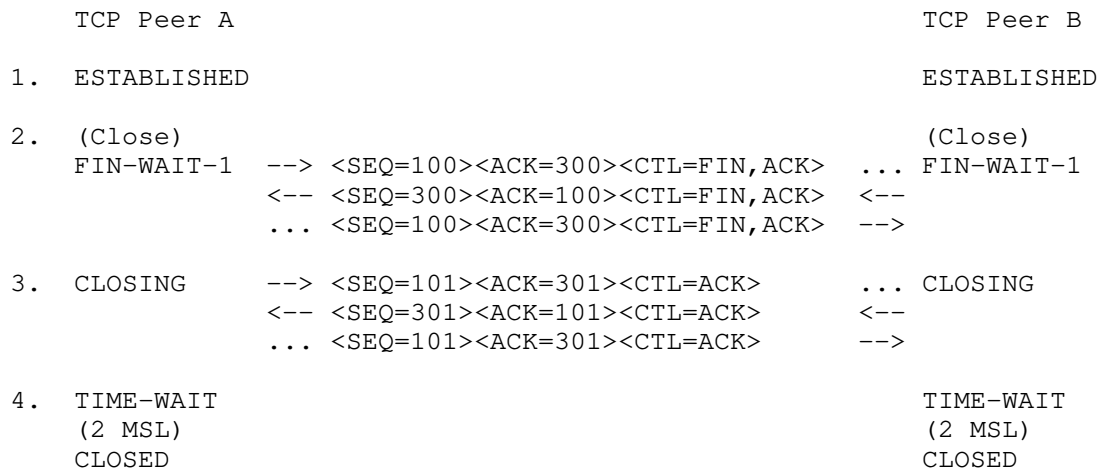 TCP Peer A                                           TCP Peer B
1.  ESTABLISHED                                          ESTABLISHED
2.  (Close)                                              (Close)
    FIN-WAIT-1  --> <SEQ=100><ACK=300><CTL=FIN,ACK>  ... FIN-WAIT-1
                <-- <SEQ=300><ACK=100><CTL=FIN,ACK>  <--
                ... <SEQ=100><ACK=300><CTL=FIN,ACK>  -->
3.  CLOSING     --> <SEQ=101><ACK=301><CTL=ACK>      ... CLOSING
                <-- <SEQ=301><ACK=101><CTL=ACK>      <--
                ... <SEQ=101><ACK=301><CTL=ACK>      -->
4.  TIME-WAIT                                            TIME-WAIT
    (2 MSL)                                              (2 MSL)
    CLOSED                                               CLOSED